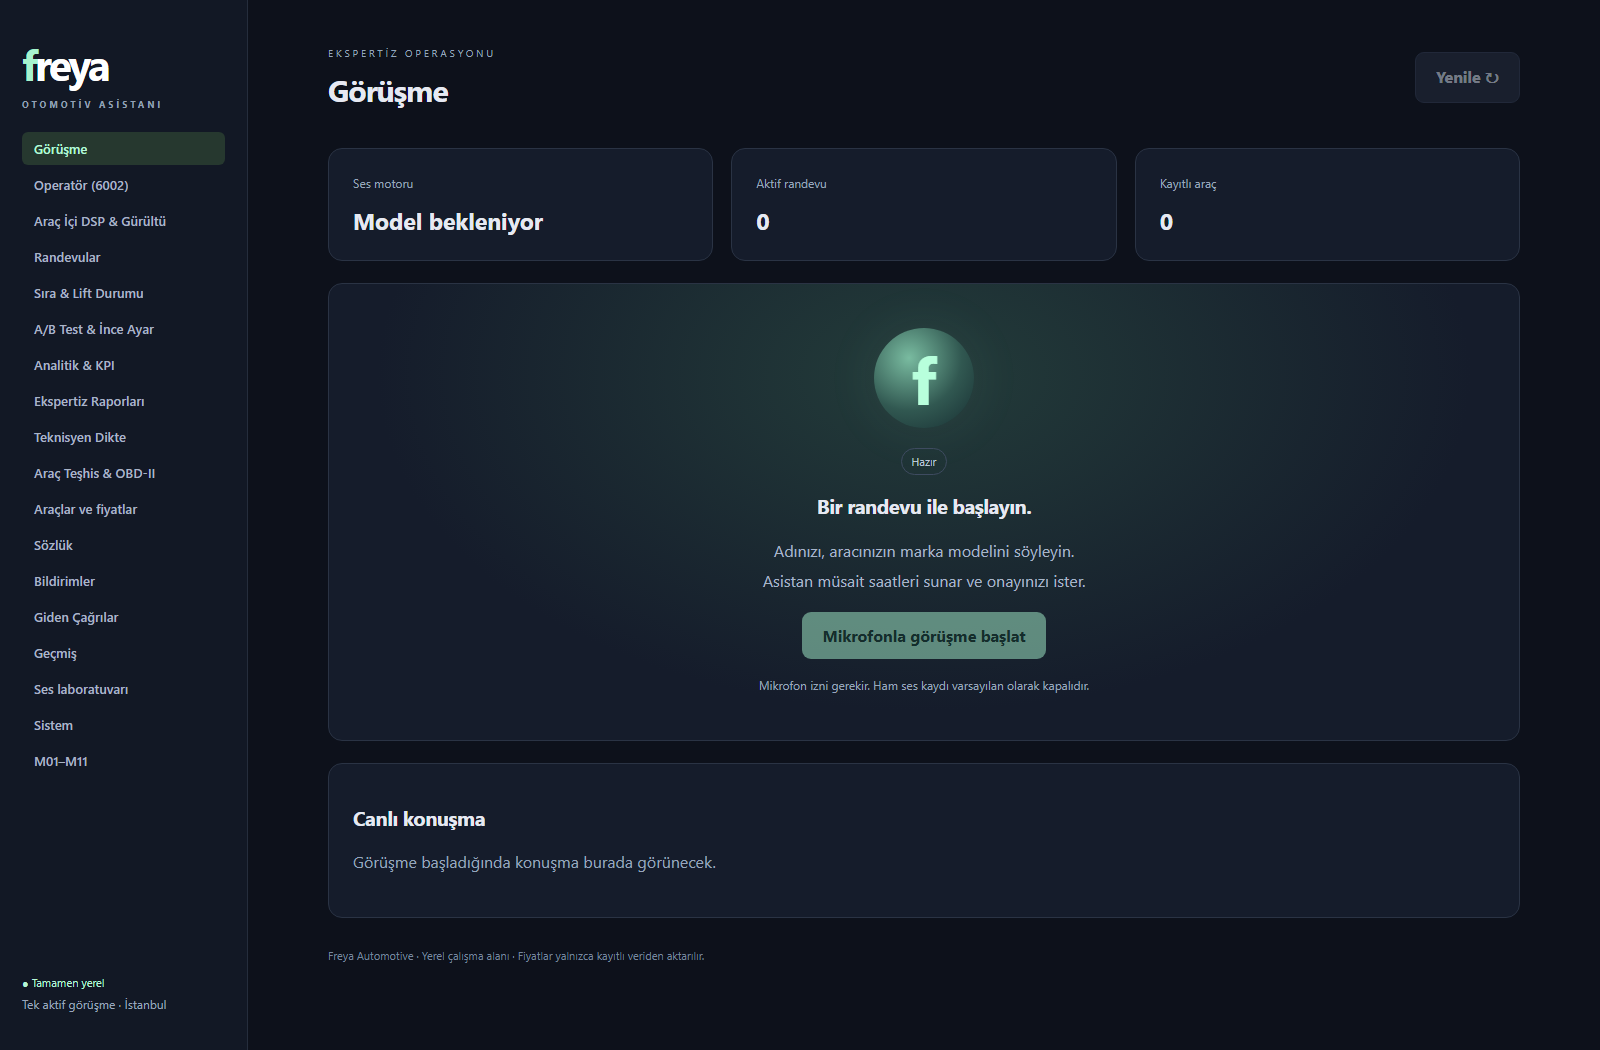 freya
OTOMOTİV ASİSTANI
Görüşme
Operatör (6002)
Araç İçi DSP & Gürültü
Randevular
Sıra & Lift Durumu
A/B Test & İnce Ayar
Analitik & KPI
Ekspertiz Raporları
Teknisyen Dikte
Araç Teşhis & OBD-II
Araçlar ve fiyatlar
Sözlük
Bildirimler
Giden Çağrılar
Geçmiş
Ses laboratuvarı
Sistem
M01–M11
● Tamamen yerel
Tek aktif görüşme · İstanbul
EKSPERTİZ OPERASYONU
Görüşme
Yenile ↻
Ses motoru
Model bekleniyor
Aktif randevu
0
Kayıtlı araç
0
f
Hazır
Bir randevu ile başlayın.
Adınızı, aracınızın marka modelini söyleyin.
Asistan müsait saatleri sunar ve onayınızı ister.
Mikrofonla görüşme başlat
Mikrofon izni gerekir. Ham ses kaydı varsayılan olarak kapalıdır.
Canlı konuşma
Görüşme başladığında konuşma burada görünecek.
Freya Automotive · Yerel çalışma alanı · Fiyatlar yalnızca kayıtlı veriden aktarılır.